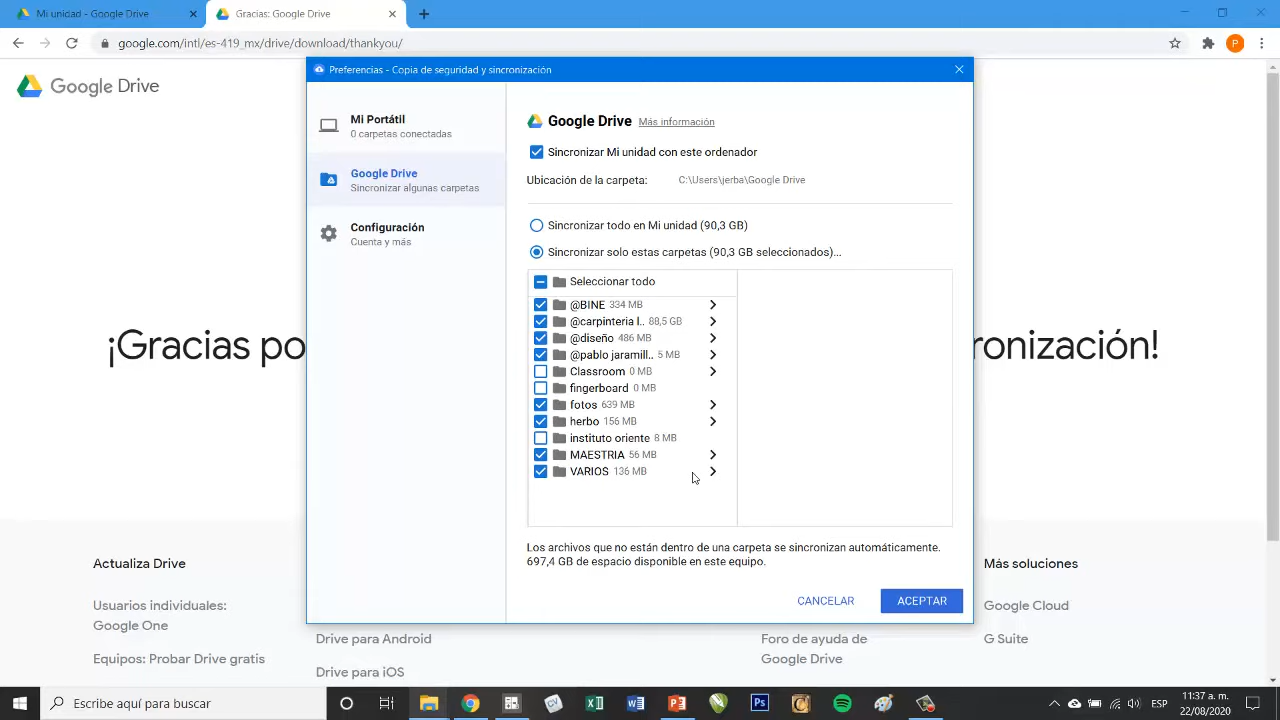 Mi unidad - Google Drive
Gracias: Google Drive
google.com/intl/es-419_mx/drive/download/thankyou/
P
Google Drive
Preferencias - Copia de seguridad y sincronización
Mi Portátil
0 carpetas conectadas
Google Drive
Sincronizar algunas carpetas
Configuración
Cuenta y más
Google Drive Más información
Sincronizar Mi unidad con este ordenador
Ubicación de la carpeta: C:\Users\jerba\Google Drive
Sincronizar todo en Mi unidad (90,3 GB)
Sincronizar solo estas carpetas (90,3 GB seleccionados)...
Seleccionar todo
@BINE 334 MB
@carpinteria l.. 88,5 GB
@diseño 486 MB
@pablo jaramill.. 5 MB
Classroom 0 MB
fingerboard 0 MB
fotos 639 MB
herbo 156 MB
instituto oriente 8 MB
MAESTRIA 56 MB
VARIOS 136 MB
Los archivos que no están dentro de una carpeta se sincronizan automáticamente.
697,4 GB de espacio disponible en este equipo.
CANCELAR
ACEPTAR
¡Gracias po
ronización!
Actualiza Drive
Usuarios individuales:
Google One
Equipos: Probar Drive gratis
Drive para Android
Drive para iOS
Foro de ayuda de
Google Drive
Más soluciones
Google Cloud
G Suite
Escribe aquí para buscar
Ps
ESP
11:37 a. m.
22/08/2020